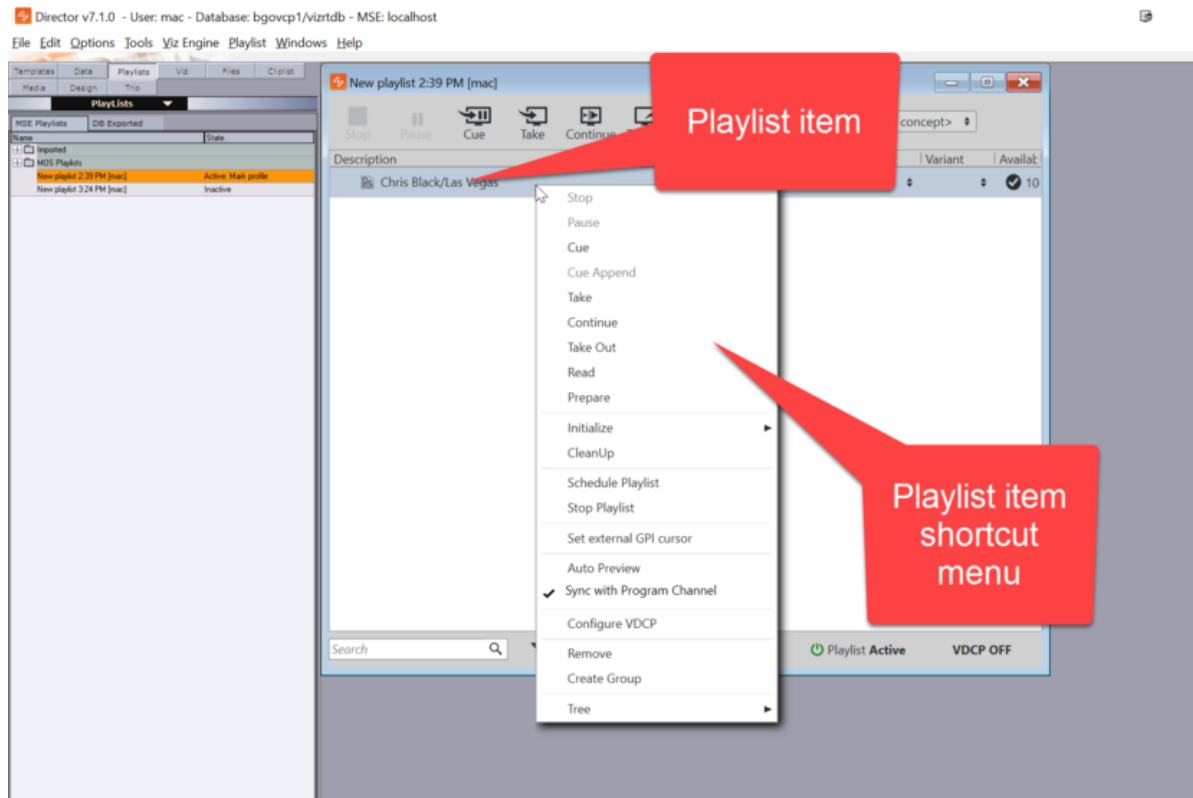 Director v7.1.0 - User: mac - Database: bgovcp1/vizrtdb - MSE: localhost
File Edit Options Tools Viz Engine Playlist Windows Help
Templates Data Playlists Viz Files Cliplist
Media Design Trio
PlayLists
MSE Playlists DB Exported
Name State
Imported
MOS Playlists
New playlist 2:39 PM [mac] Active: Mark profile
New playlist 3:24 PM [mac] Inactive
New playlist 2:39 PM [mac]
Stop Pause Cue Take Continue
concept>
Description Variant Availab
Chris Black/Las Vegas 10
Playlist item
Stop
Pause
Cue
Cue Append
Take
Continue
Take Out
Read
Prepare
Initialize
CleanUp
Schedule Playlist
Stop Playlist
Set external GPI cursor
Auto Preview
Sync with Program Channel
Configure VDCP
Remove
Create Group
Tree
Playlist item
shortcut
menu
Search
Playlist Active VDCP OFF